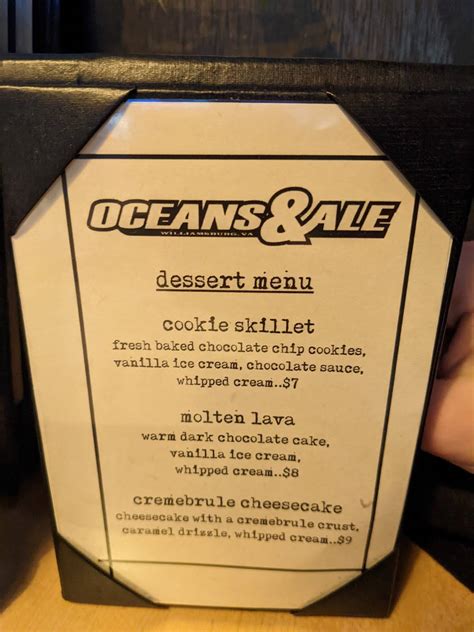 OCEANS&ALE
WILLIAMSBURG, VA
dessert menu
cookie skillet
fresh baked chocolate chip cookies,
vanilla ice cream, chocolate sauce,
whipped cream..$7
molten lava
warm dark chocolate cake,
vanilla ice cream,
whipped cream..$8
cremebrule cheesecake
cheesecake with a cremebrule crust,
caramel drizzle, whipped cream..$9